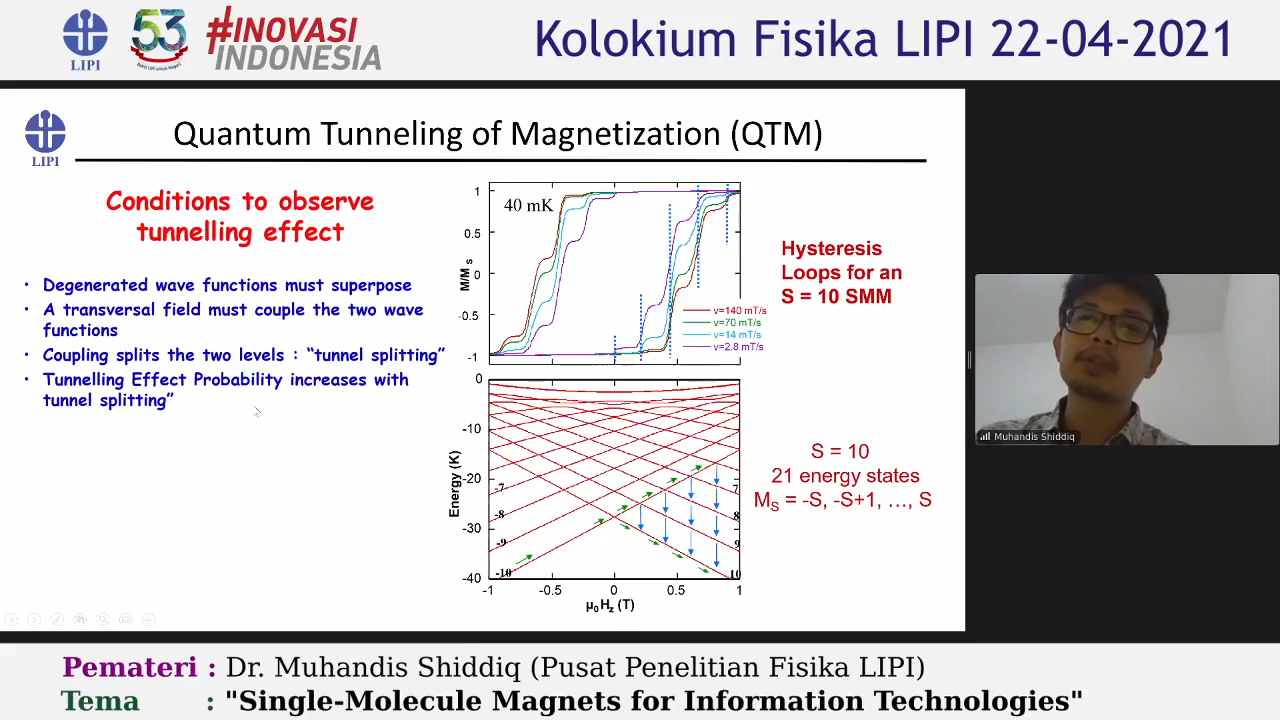 LIPI
53
Bakti LIPI untuk Negeri
#INOVASI
INDONESIA
Kolokium Fisika LIPI 22-04-2021
LIPI
Quantum Tunneling of Magnetization (QTM)
Conditions to observe
tunnelling effect
• Degenerated wave functions must superpose
• A transversal field must couple the two wave
functions
• Coupling splits the two levels : “tunnel splitting”
• Tunnelling Effect Probability increases with
tunnel splitting”
40 mK
1
0.5
0
-0.5
-1
M/Ms
v=140 mT/s
v=70 mT/s
v=14 mT/s
v=2.8 mT/s
Hysteresis
Loops for an
S = 10 SMM
0
-10
-20
-30
-40
Energy (K)
-7
-8
-9
-10
7
8
9
10
-1
-0.5
0
0.5
1
μ0Hz (T)
S = 10
21 energy states
MS = -S, -S+1, …, S
Muhandis Shiddiq
Pemateri : Dr. Muhandis Shiddiq (Pusat Penelitian Fisika LIPI)
Tema : "Single-Molecule Magnets for Information Technologies"